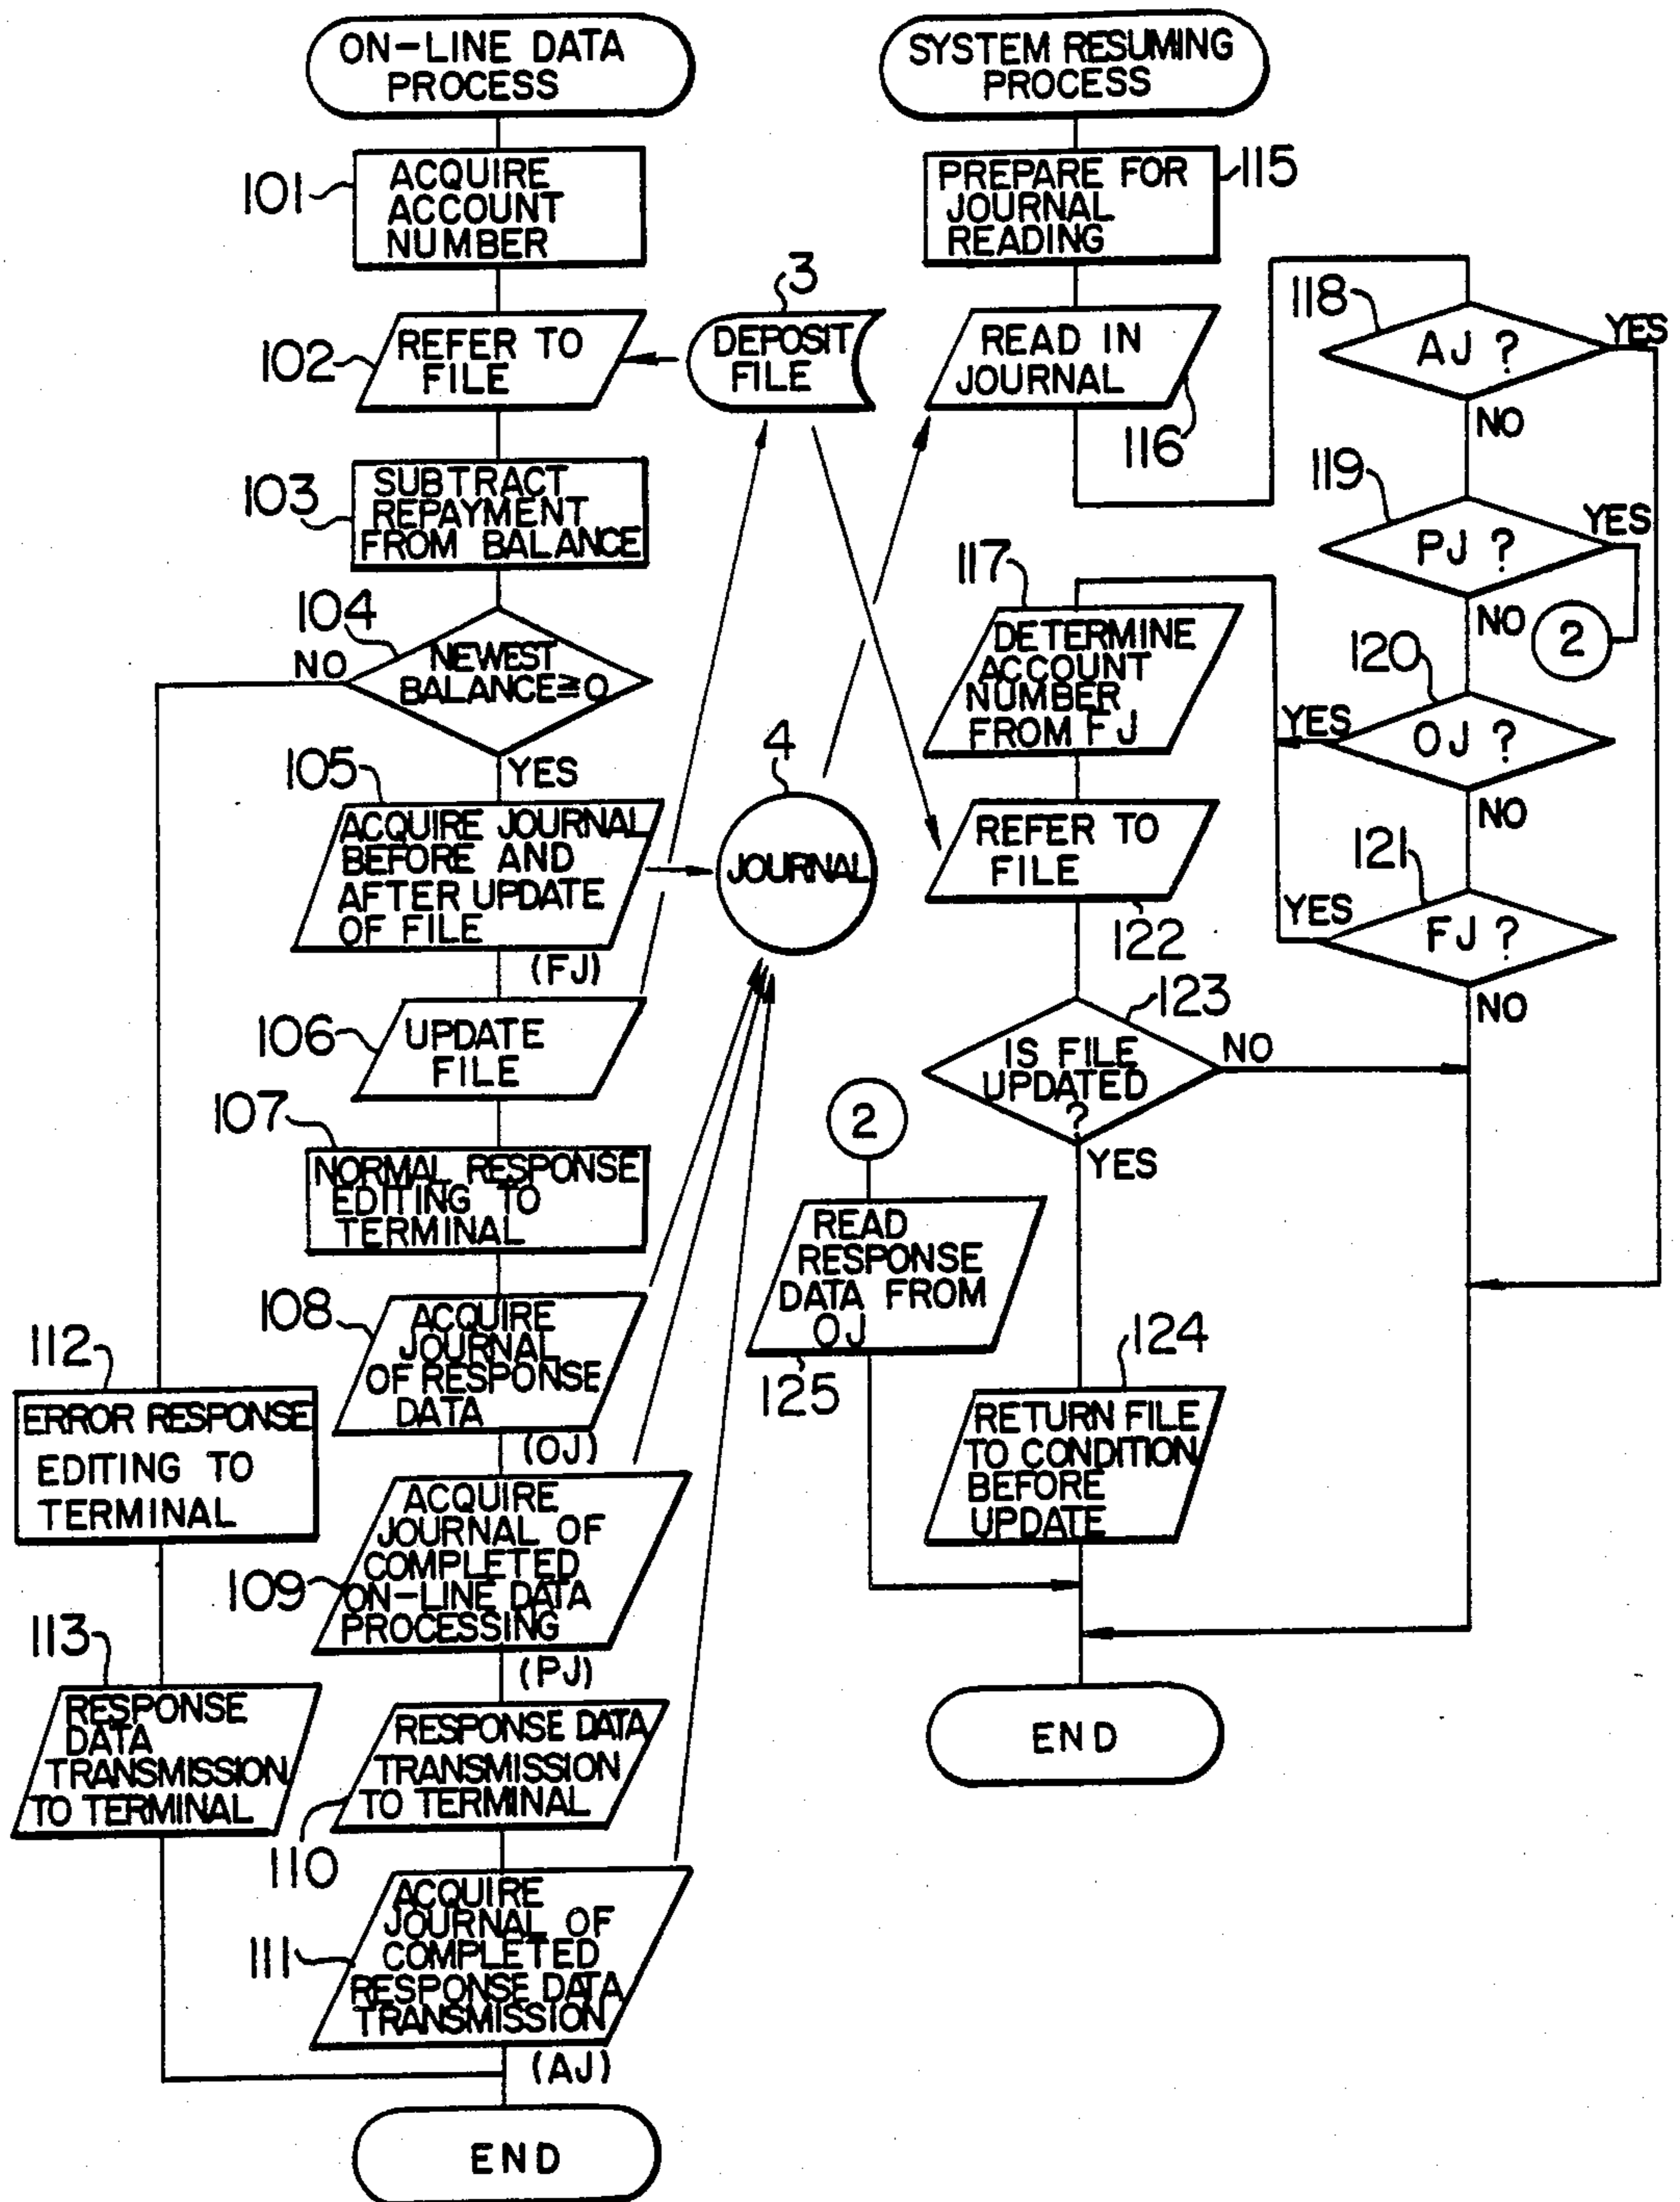 ON-LINE DATA
PROCESS
101
ACQUIRE
ACCOUNT
NUMBER
102
REFER TO
FILE
3
DEPOSIT
FILE
103
SUBTRACT
REPAYMENT
FROM BALANCE
104
NO
NEWEST
BALANCE≧0
YES
105
ACQUIRE JOURNAL
BEFORE AND
AFTER UPDATE
OF FILE
(FJ)
4
JOURNAL
106
UPDATE
FILE
107
NORMAL RESPONSE
EDITING TO
TERMINAL
108
ACQUIRE
JOURNAL
OF RESPONSE
DATA
(OJ)
109
ACQUIRE
JOURNAL OF
COMPLETED
ON-LINE DATA
PROCESSING
(PJ)
110
RESPONSE DATA
TRANSMISSION
TO TERMINAL
111
ACQUIRE
JOURNAL OF
COMPLETED
RESPONSE DATA
TRANSMISSION
(AJ)
112
ERROR RESPONSE
EDITING TO
TERMINAL
113
RESPONSE
DATA
TRANSMISSION
TO TERMINAL
END
SYSTEM RESUMING
PROCESS
115
PREPARE FOR
JOURNAL
READING
116
READ IN
JOURNAL
118
AJ ?
YES
NO
119
PJ ?
YES
2
NO
120
OJ ?
YES
NO
121
FJ ?
YES
NO
117
DETERMINE
ACCOUNT
NUMBER
FROM FJ
122
REFER TO
FILE
123
IS FILE
UPDATED
?
NO
YES
2
125
READ
RESPONSE
DATA FROM
OJ
124
RETURN FILE
TO CONDITION
BEFORE
UPDATE
END